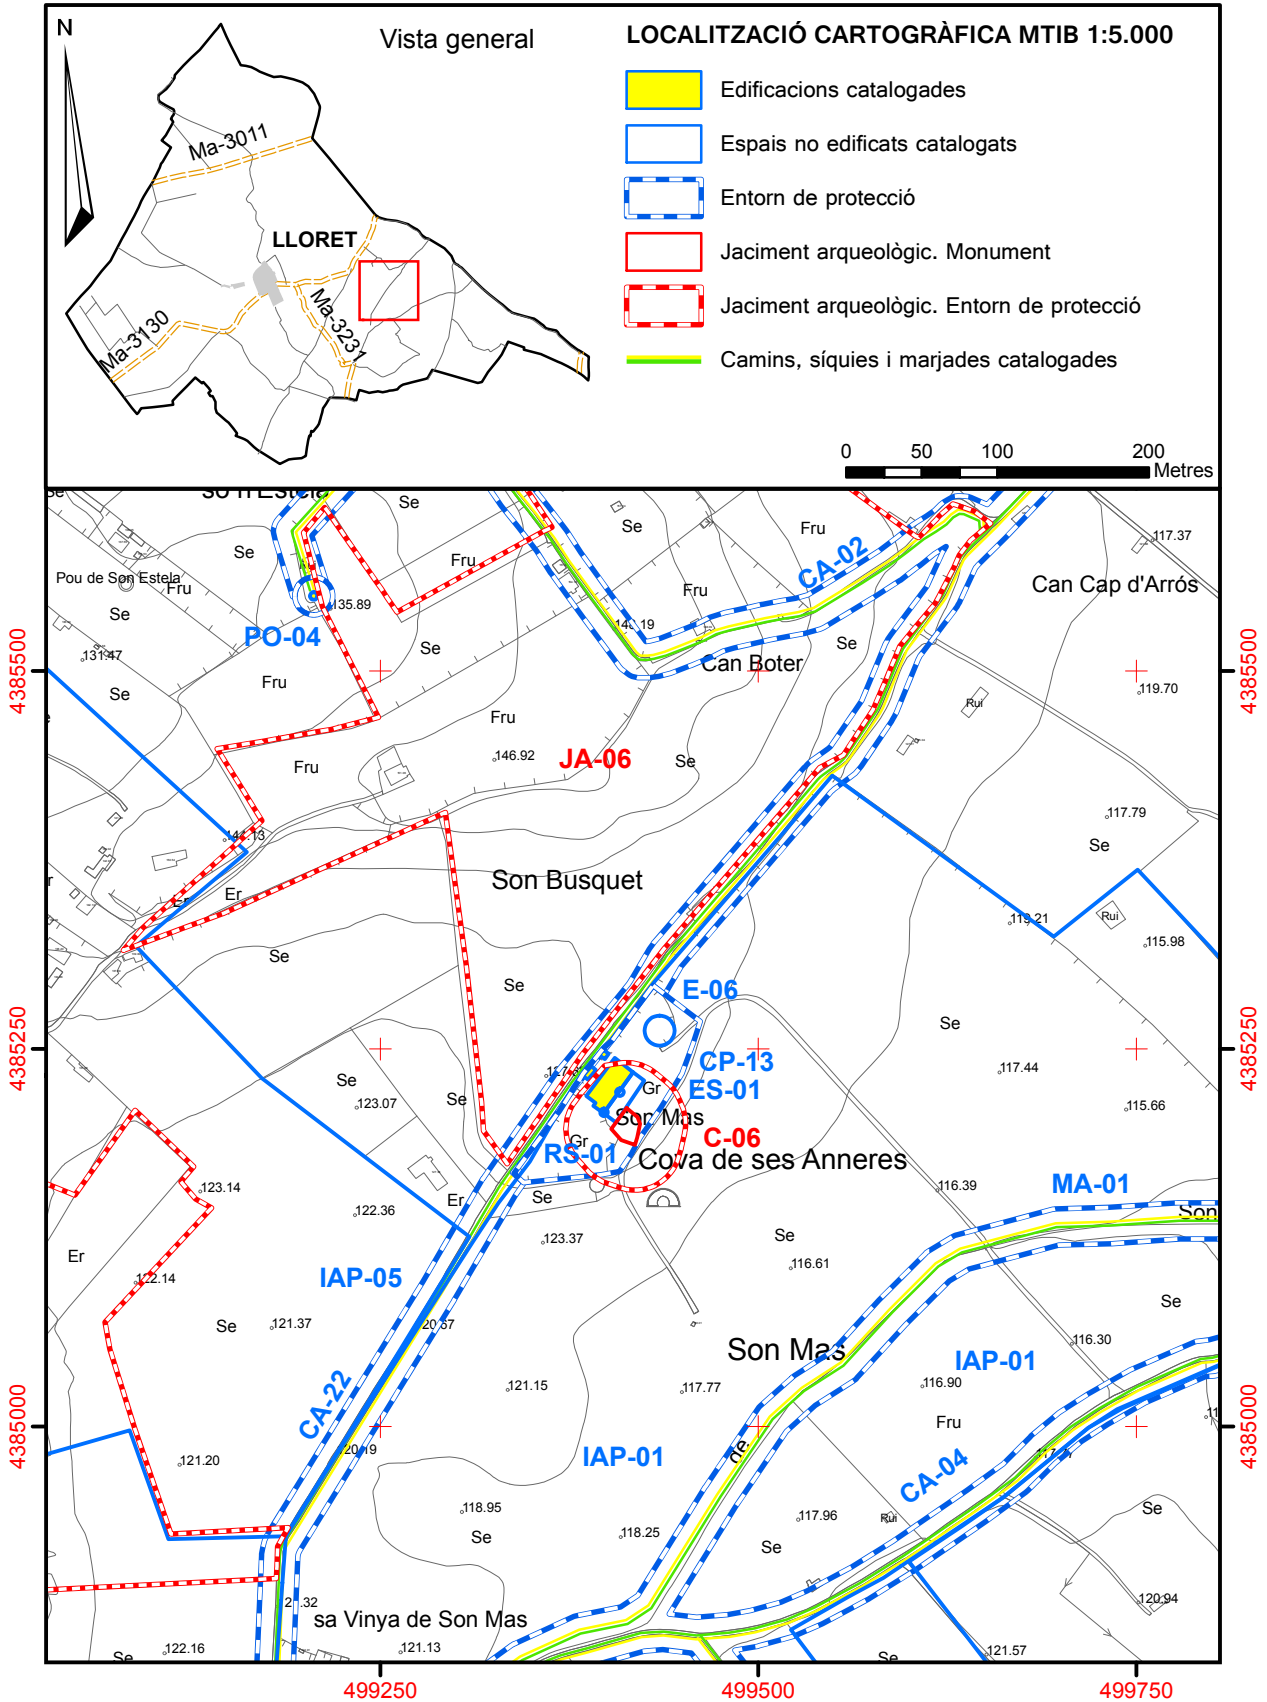 N
Vista general
Ma-3011
LLORET
Ma-3130
Ma-3231
LOCALITZACIÓ CARTOGRÀFICA MTIB 1:5.000
Edificacions catalogades
Espais no edificats catalogats
Entorn de protecció
Jaciment arqueològic. Monument
Jaciment arqueològic. Entorn de protecció
Camins, síquies i marjades catalogades
0 50 100 200
Metres
Se
Se
Se
Fru
117.37
Se
Fru
CA-02
Pou de Son Estela
Fru
Fru
Can Cap d'Arrós
Se
135.89
PO-04
Se
Se
131.47
Can Boter
4385500
4385500
Se
Fru
119.70
Fru
Rui
146.92
JA-06
Se
Fru
117.79
Se
Son Busquet
Er
Rui
119.21
115.98
Se
Se
E-06
Se
4385250
4385250
CP-13
117.44
Se
Gr
ES-01
123.07
Se
115.66
Son Mas
C-06
Gr
RS-01
Cova de ses Anneres
123.14
116.39
MA-01
Er
Se
122.36
Son
123.37
Se
Er
116.61
IAP-05
122.14
Se
Se
121.37
116.30
Son Mas
IAP-01
121.15
117.77
116.90
CA-22
Fru
4385000
4385000
de
IAP-01
121.20
CA-04
118.95
117.96
Rui
Se
Se
118.25
Se
120.94
sa Vinya de Son Mas
122.16
121.13
121.57
Se
Se
499250
499500
499750